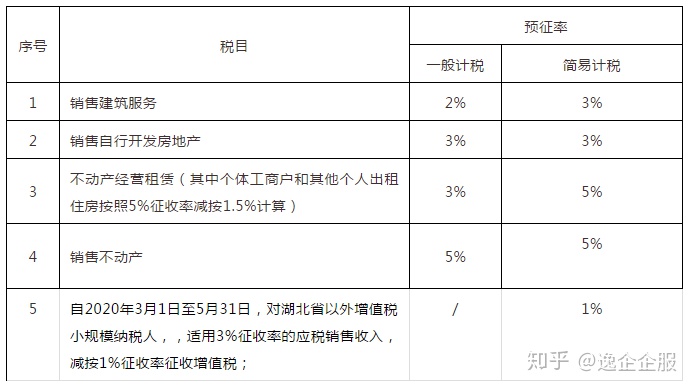 序号 税目 预征率
一般计税 简易计税
1 销售建筑服务 2% 3%
2 销售自行开发房地产 3% 3%
3 不动产经营租赁（其中个体工商户和其他个人出租
住房按照5%征收率减按1.5%计算） 3% 5%
4 销售不动产 5% 5%
5 自2020年3月1日至5月31日，对湖北省以外增值税 / 1%
小规模纳税人，，适用3%征收率的应税销售收入，
减按1%征收率征收增值税；
知乎 @逸企企服